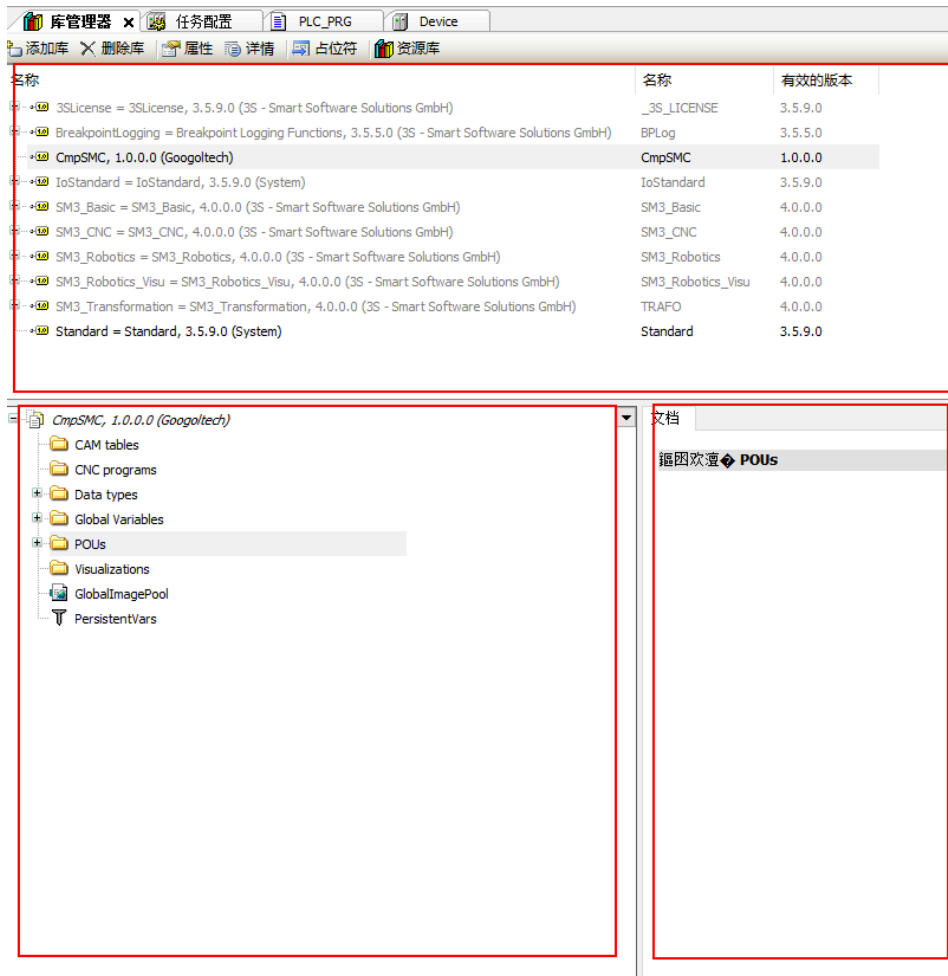 库管理器 任务配置 PLC_PRG Device
添加库 删除库 属性 详情 占位符 资源库
名称 名称 有效的版本
3SLicense = 3SLicense, 3.5.9.0 (3S - Smart Software Solutions GmbH) _3S_LICENSE 3.5.9.0
BreakpointLogging = Breakpoint Logging Functions, 3.5.5.0 (3S - Smart Software Solutions GmbH) BPLog 3.5.5.0
CmpSMC, 1.0.0.0 (Googoltech) CmpSMC 1.0.0.0
IoStandard = IoStandard, 3.5.9.0 (System) IoStandard 3.5.9.0
SM3_Basic = SM3_Basic, 4.0.0.0 (3S - Smart Software Solutions GmbH) SM3_Basic 4.0.0.0
SM3_CNC = SM3_CNC, 4.0.0.0 (3S - Smart Software Solutions GmbH) SM3_CNC 4.0.0.0
SM3_Robotics = SM3_Robotics, 4.0.0.0 (3S - Smart Software Solutions GmbH) SM3_Robotics 4.0.0.0
SM3_Robotics_Visu = SM3_Robotics_Visu, 4.0.0.0 (3S - Smart Software Solutions GmbH) SM3_Robotics_Visu 4.0.0.0
SM3_Transformation = SM3_Transformation, 4.0.0.0 (3S - Smart Software Solutions GmbH) TRAFO 4.0.0.0
Standard = Standard, 3.5.9.0 (System) Standard 3.5.9.0
CmpSMC, 1.0.0.0 (Googoltech)
CAM tables
CNC programs
Data types
Global Variables
POUs
Visualizations
GlobalImagePool
PersistentVars
文档
POUs